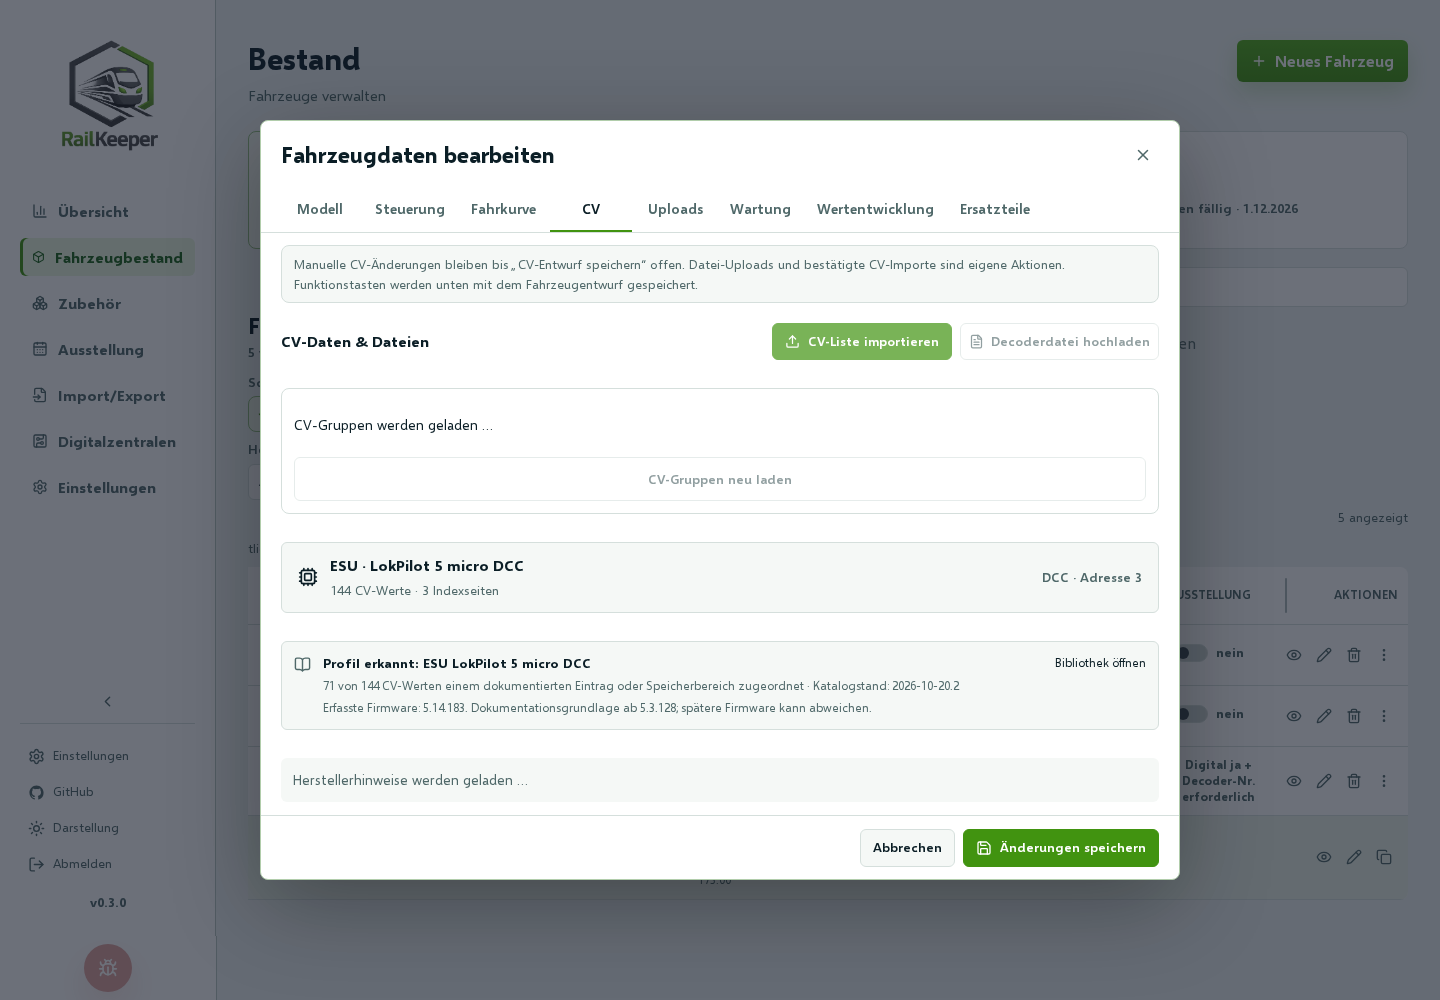 RailKeeper
Übersicht
Fahrzeugbestand
Zubehör
Ausstellung
Import/Export
Digitalzentralen
Einstellungen
Einstellungen
GitHub
Darstellung
Abmelden
v0.3.0
Bestand
Fahrzeuge verwalten
Neues Fahrzeug
en fällig · 1.12.2026
en
5 angezeigt
AKTIONEN
nein
nein
Digital ja +
Decoder-Nr.
erforderlich
Fahrzeugdaten bearbeiten
Modell
Steuerung
Fahrkurve
CV
Uploads
Wartung
Wertentwicklung
Ersatzteile
Manuelle CV-Änderungen bleiben bis „CV-Entwurf speichern“ offen. Datei-Uploads und bestätigte CV-Importe sind eigene Aktionen.
Funktionstasten werden unten mit dem Fahrzeugentwurf gespeichert.
CV-Daten & Dateien
CV-Liste importieren
Decoderdatei hochladen
CV-Gruppen werden geladen ...
CV-Gruppen neu laden
ESU · LokPilot 5 micro DCC
144 CV-Werte · 3 Indexseiten
DCC · Adresse 3
Profil erkannt: ESU LokPilot 5 micro DCC
Bibliothek öffnen
71 von 144 CV-Werten einem dokumentierten Eintrag oder Speicherbereich zugeordnet · Katalogstand: 2026-10-20.2
Erfasste Firmware: 5.14.183. Dokumentationsgrundlage ab 5.3.128; spätere Firmware kann abweichen.
Herstellerhinweise werden geladen ...
Abbrechen
Änderungen speichern